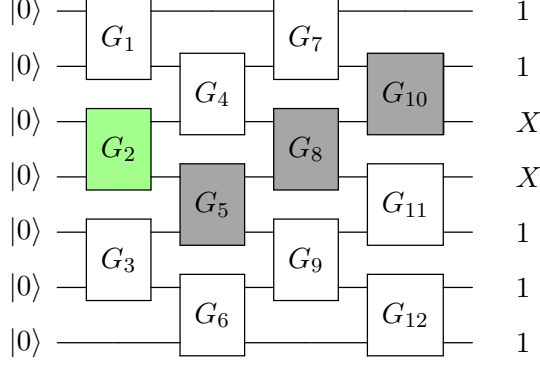 |0⟩ 1
G₁ G₇
|0⟩ 1
G₄ G₁₀
|0⟩ X
G₂ G₈
|0⟩ X
G₅ G₁₁
|0⟩ 1
G₃ G₉
|0⟩ 1
G₆ G₁₂
|0⟩ 1